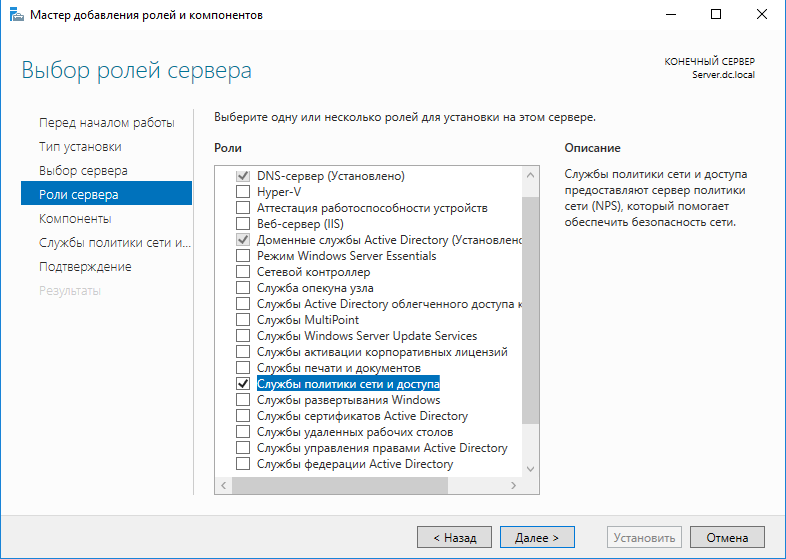 Мастер добавления ролей и компонентов
Выбор ролей сервера
КОНЕЧНЫЙ СЕРВЕР
Server.dc.local
Перед началом работы
Тип установки
Выбор сервера
Роли сервера
Компоненты
Службы политики сети и...
Подтверждение
Результаты
Выберите одну или несколько ролей для установки на этом сервере.
Роли
DNS-сервер (Установлено)
Hyper-V
Аттестация работоспособности устройств
Веб-сервер (IIS)
Доменные службы Active Directory (Установлено
Режим Windows Server Essentials
Сетевой контроллер
Служба опекуна узла
Службы Active Directory облегченного доступа к
Службы MultiPoint
Службы Windows Server Update Services
Службы активации корпоративных лицензий
Службы печати и документов
Службы политики сети и доступа
Службы развертывания Windows
Службы сертификатов Active Directory
Службы удаленных рабочих столов
Службы управления правами Active Directory
Службы федерации Active Directory
Описание
Службы политики сети и доступа
предоставляют сервер политики
сети (NPS), который помогает
обеспечить безопасность сети.
< Назад
Далее >
Установить
Отмена